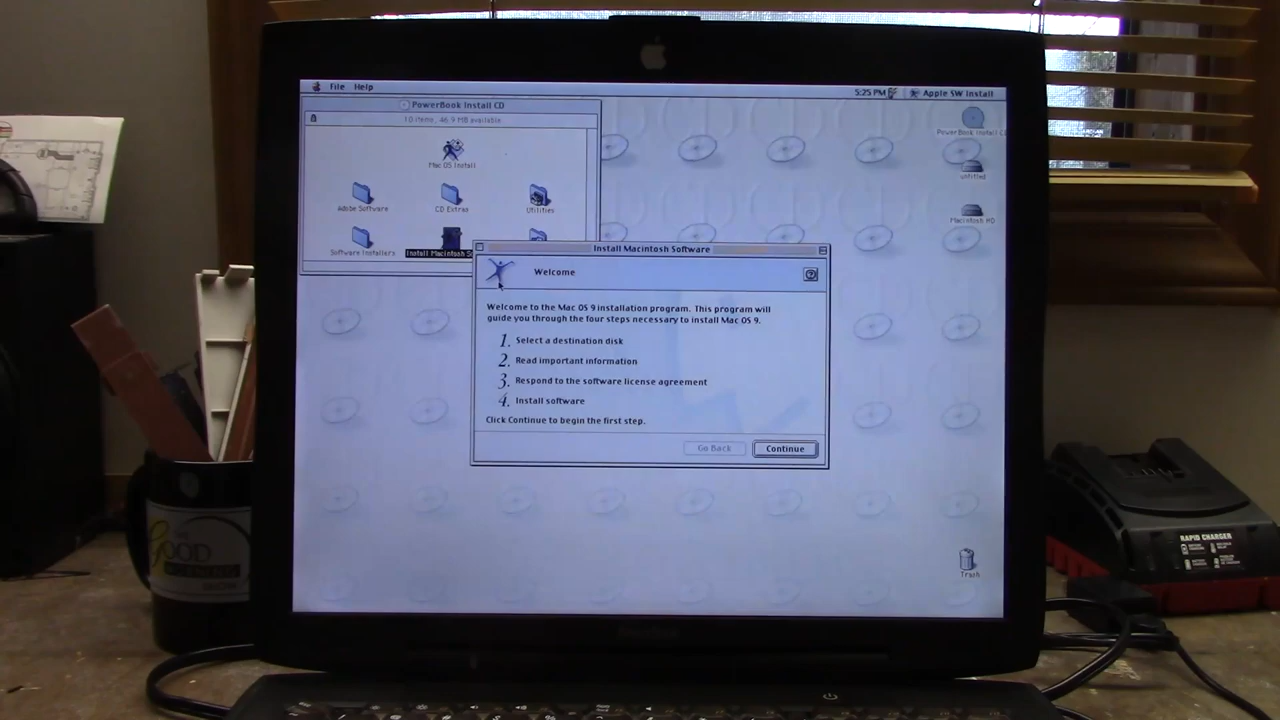 File Help
5:25 PM
Apple SW Install
PowerBook Install CD
10 items, 46.9 MB available
Mac OS Install
Adobe Software
CD Extras
Utilities
Software Installers
Install Macintosh
PowerBook Install
untitled
Macintosh HD
Install Macintosh Software
Welcome
Welcome to the Mac OS 9 installation program. This program will
guide you through the four steps necessary to install Mac OS 9.
1. Select a destination disk
2. Read important information
3. Respond to the software license agreement
4. Install software
Click Continue to begin the first step.
Go Back
Continue
Trash
GOOD
RAPID CHARGER